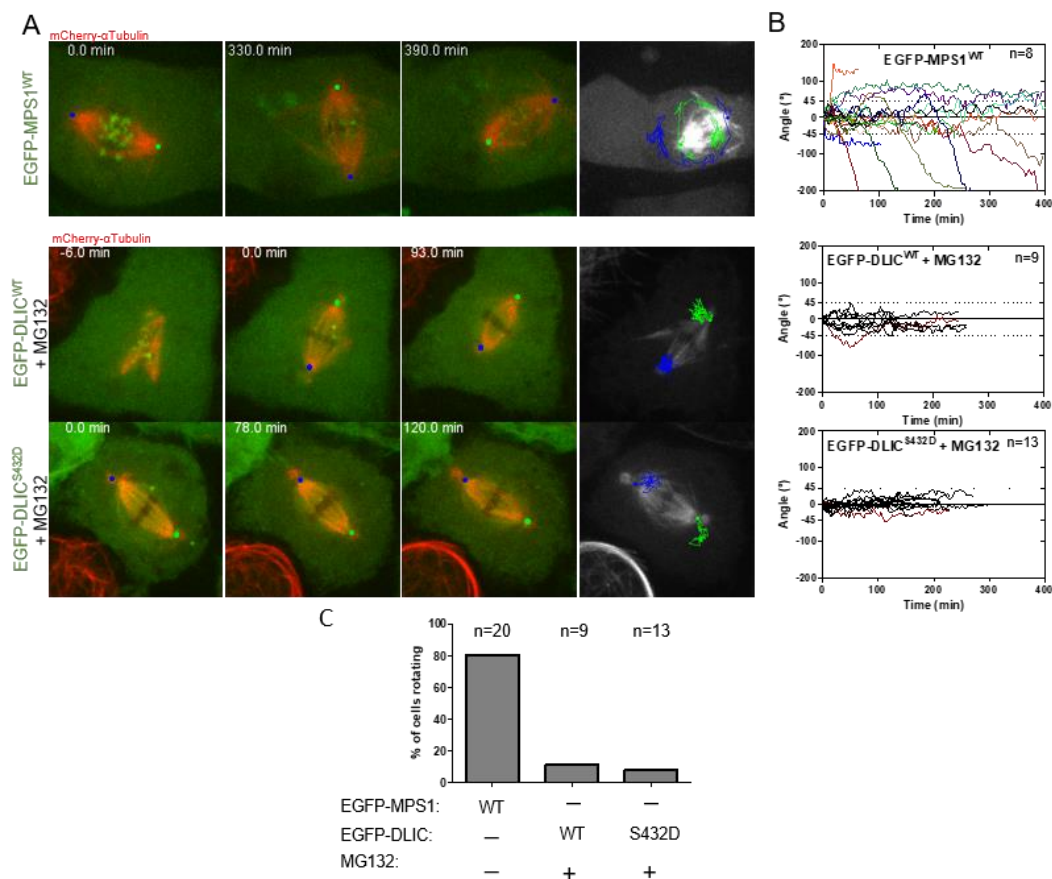 A
mCherry-αTubulin
0.0 min
330.0 min
390.0 min
EGFP-MPS1WT
mCherry-αTubulin
-6.0 min
0.0 min
93.0 min
EGFP-DLICWT
+ MG132
0.0 min
78.0 min
120.0 min
EGFP-DLICS432D
+ MG132
B
EGFP-MPS1WT
n=8
200
100
45
0
-45
-100
-200
Angle (°)
0 100 200 300 400
Time (min)
EGFP-DLICWT + MG132
n=9
200
100
45
0
-45
-100
-200
Angle (°)
0 100 200 300 400
Time (min)
EGFP-DLICS432D + MG132
n=13
200
100
45
0
-45
-100
-200
Angle (°)
0 100 200 300 400
Time (min)
C
n=20 n=9 n=13
100
80
60
40
20
0
% of cells rotating
EGFP-MPS1: WT – –
EGFP-DLIC: – WT S432D
MG132: – + +